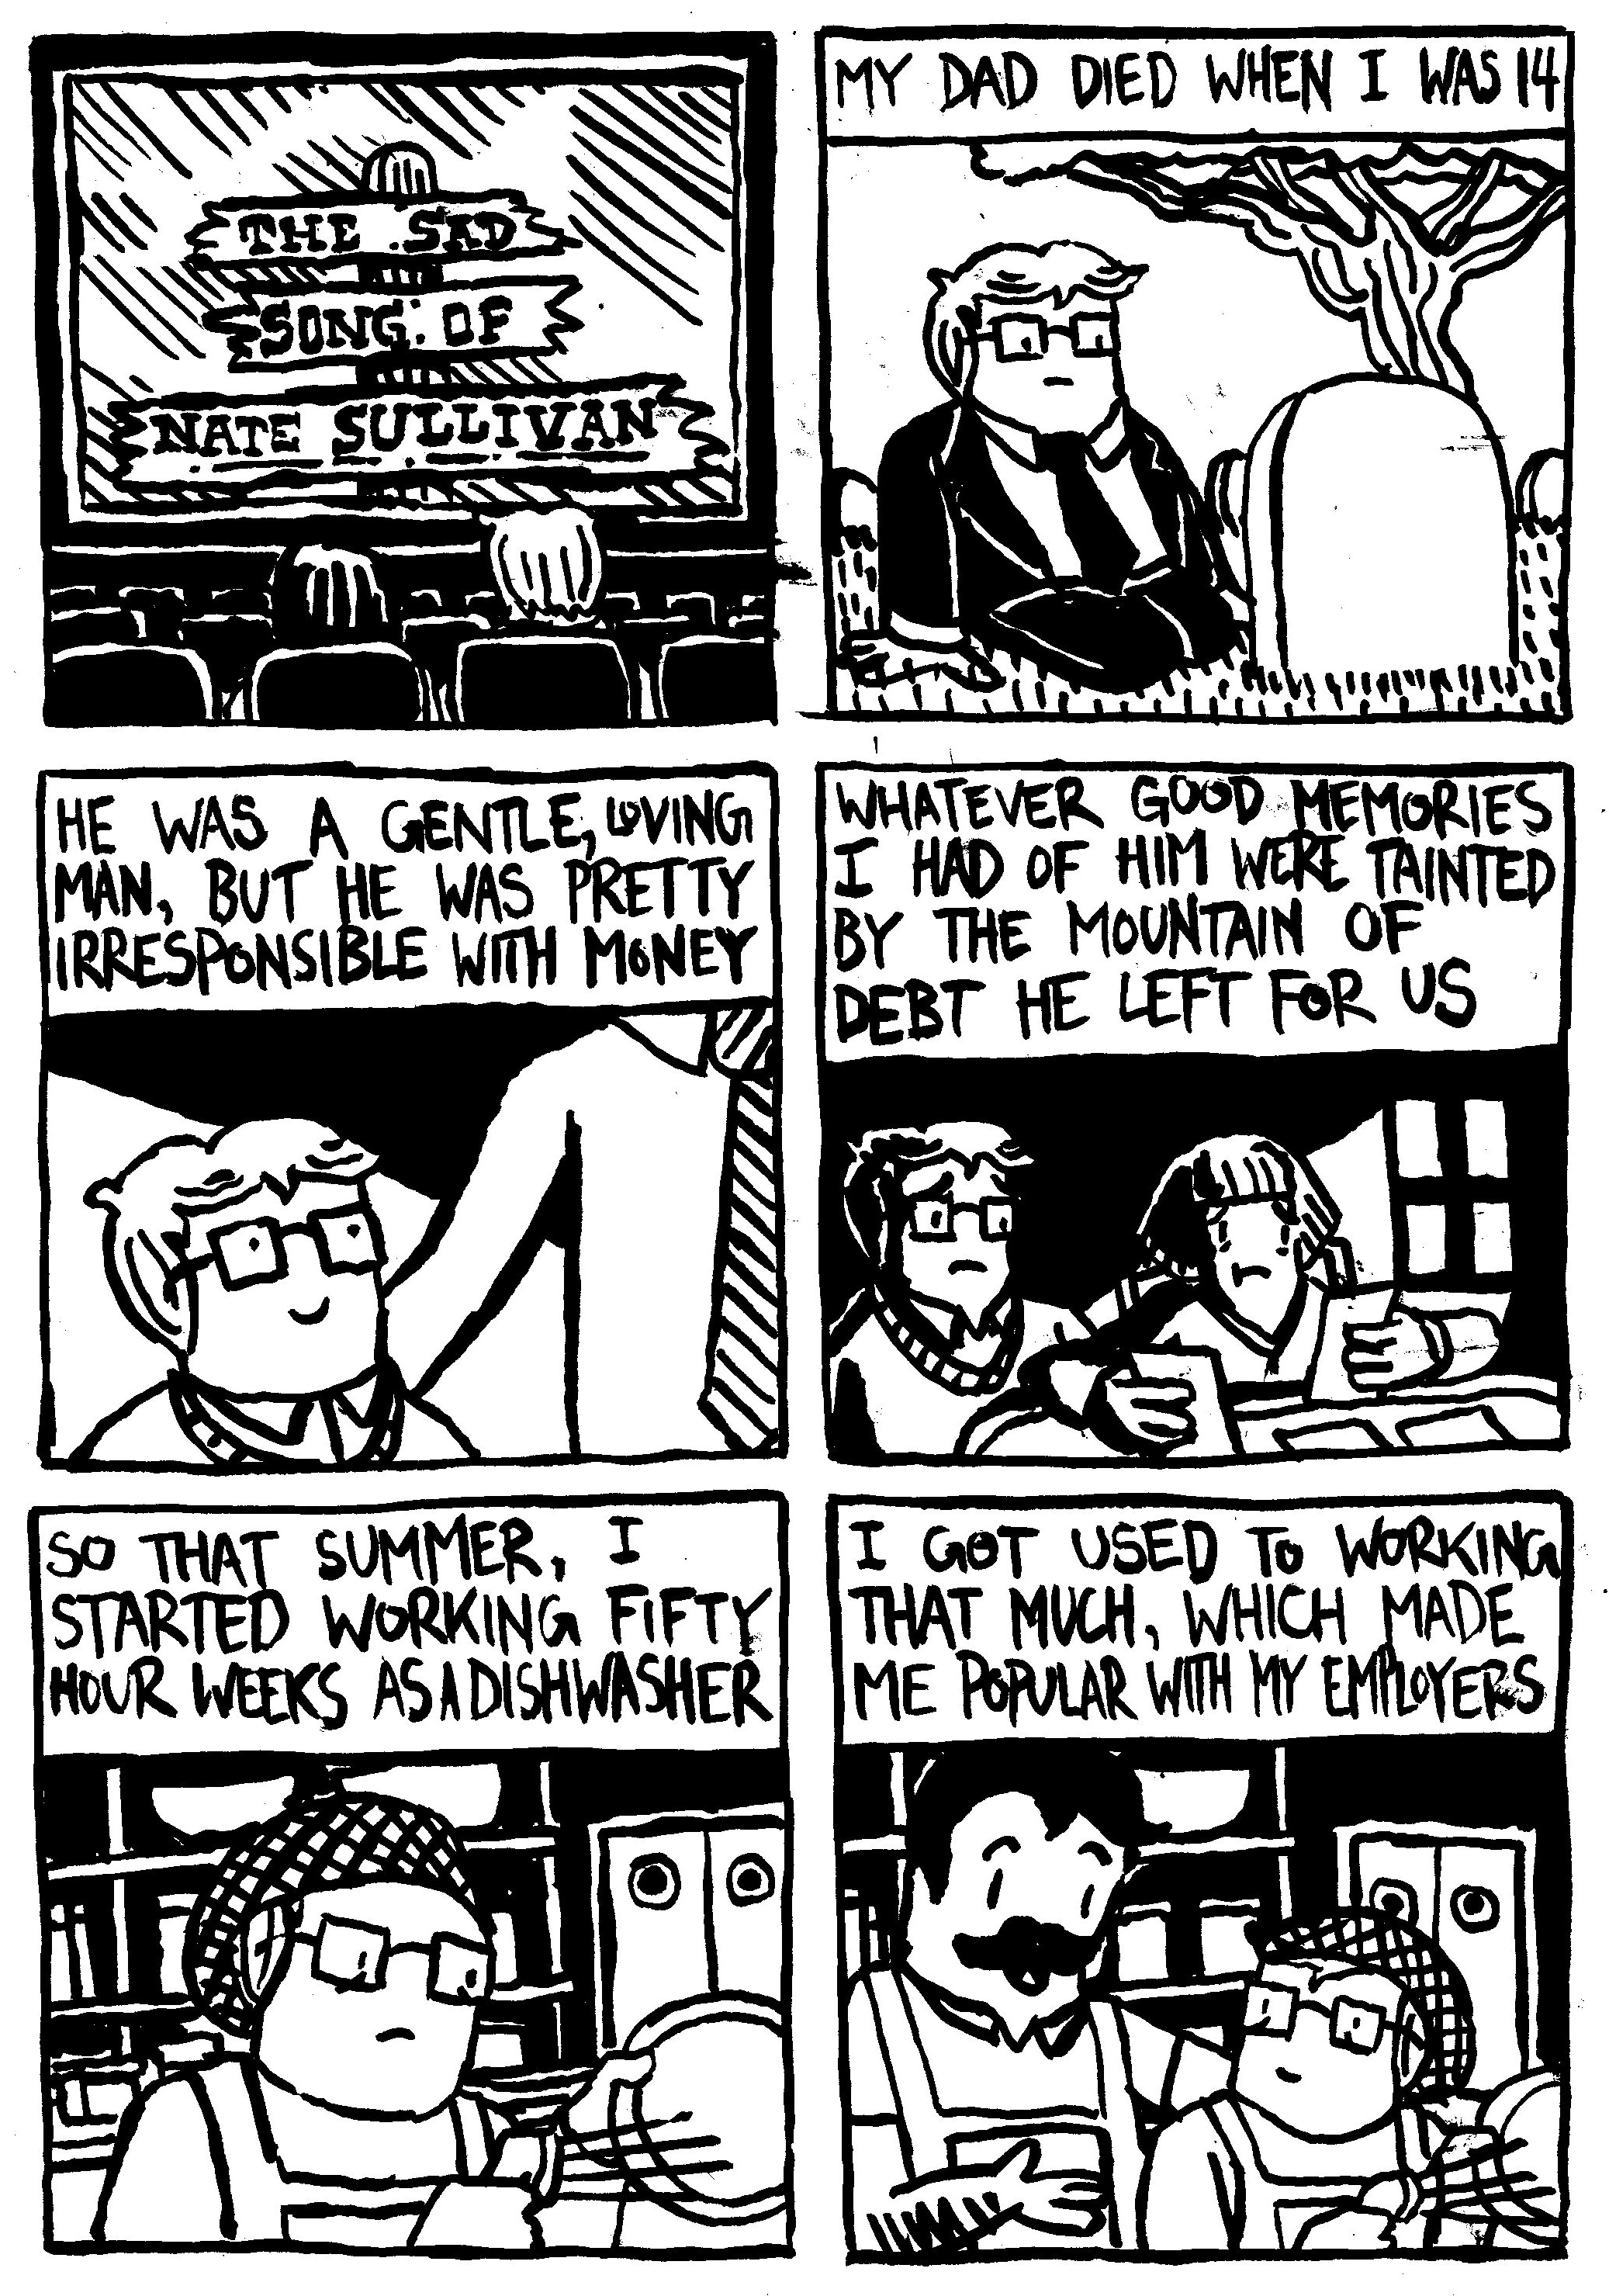 THE SAD
SONG OF
NATE SULLIVAN
MY DAD DIED WHEN I WAS 14
HE WAS A GENTLE, LOVING
MAN, BUT HE WAS PRETTY
IRRESPONSIBLE WITH MONEY
WHATEVER GOOD MEMORIES
I HAD OF HIM WERE TAINTED
BY THE MOUNTAIN OF
DEBT HE LEFT FOR US
SO THAT SUMMER, I
STARTED WORKING FIFTY
HOUR WEEKS AS A DISHWASHER
I GOT USED TO WORKING
THAT MUCH, WHICH MADE
ME POPULAR WITH MY EMPLOYERS